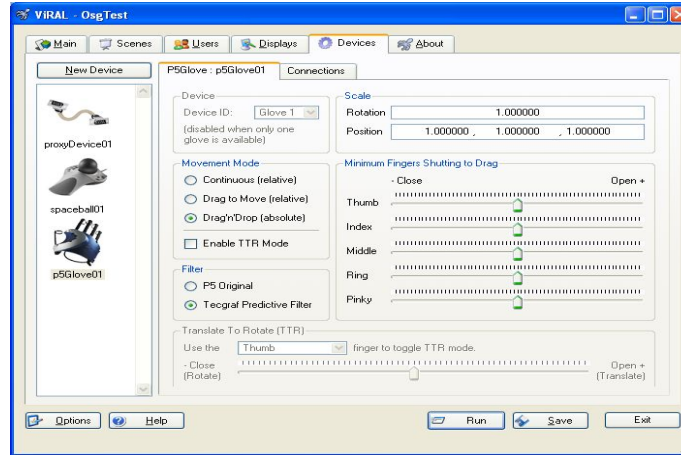 ViRAL - OsgTest
Main Scenes Users Displays Devices About
New Device
P5Glove : p5Glove01 Connections
proxyDevice01
spaceball01
p5Glove01
Device
Device ID: Glove 1
(disabled when only one
glove is available)
Scale
Rotation 1.000000
Position 1.000000 , 1.000000 , 1.000000
Movement Mode
Continuous (relative)
Drag to Move (relative)
Drag'n'Drop (absolute)
Enable TTR Mode
Filter
P5 Original
Tecgraf Predictive Filter
Minimum Fingers Shutting to Drag
- Close Open +
Thumb
Index
Middle
Ring
Pinky
Translate To Rotate (TTR)
Use the Thumb finger to toggle TTR mode.
- Close Open +
(Rotate) (Translate)
Options Help Run Save Exit